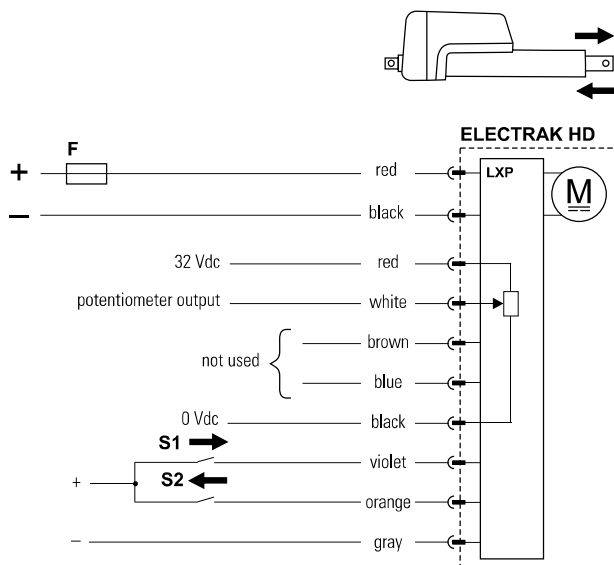 ELECTRAK HD
F
+ red LXP M
– black
32 Vdc red
potentiometer output white
not used brown
blue
0 Vdc black
S1 violet
+ S2 orange
– gray